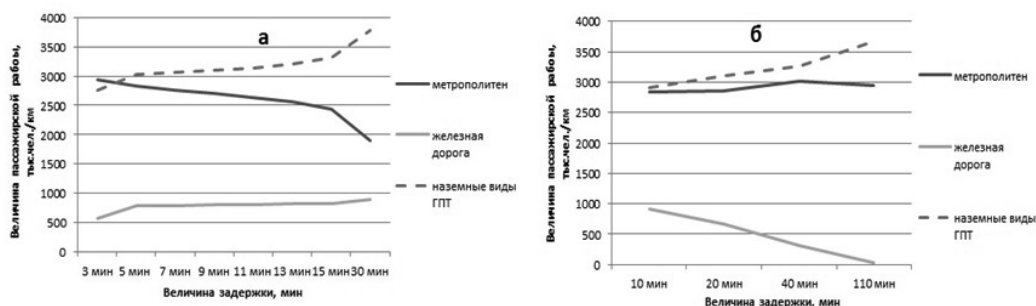 а
Величина пассажирской рабоы,
тыс.чел./км
4000
3500
3000
2500
2000
1500
1000
500
0
3 мин 5 мин 7 мин 9 мин 11 мин 13 мин 15 мин 30 мин
Величина задержки, мин
метрополитен
железная
дорога
наземные виды
ГПТ
б
Величина пассажирской рабоы,
тыс.чел./км
4000
3500
3000
2500
2000
1500
1000
500
0
10 мин 20 мин 40 мин 110 мин
Величина задержки, мин
метрополитен
железная
дорога
наземные виды
ГПТ